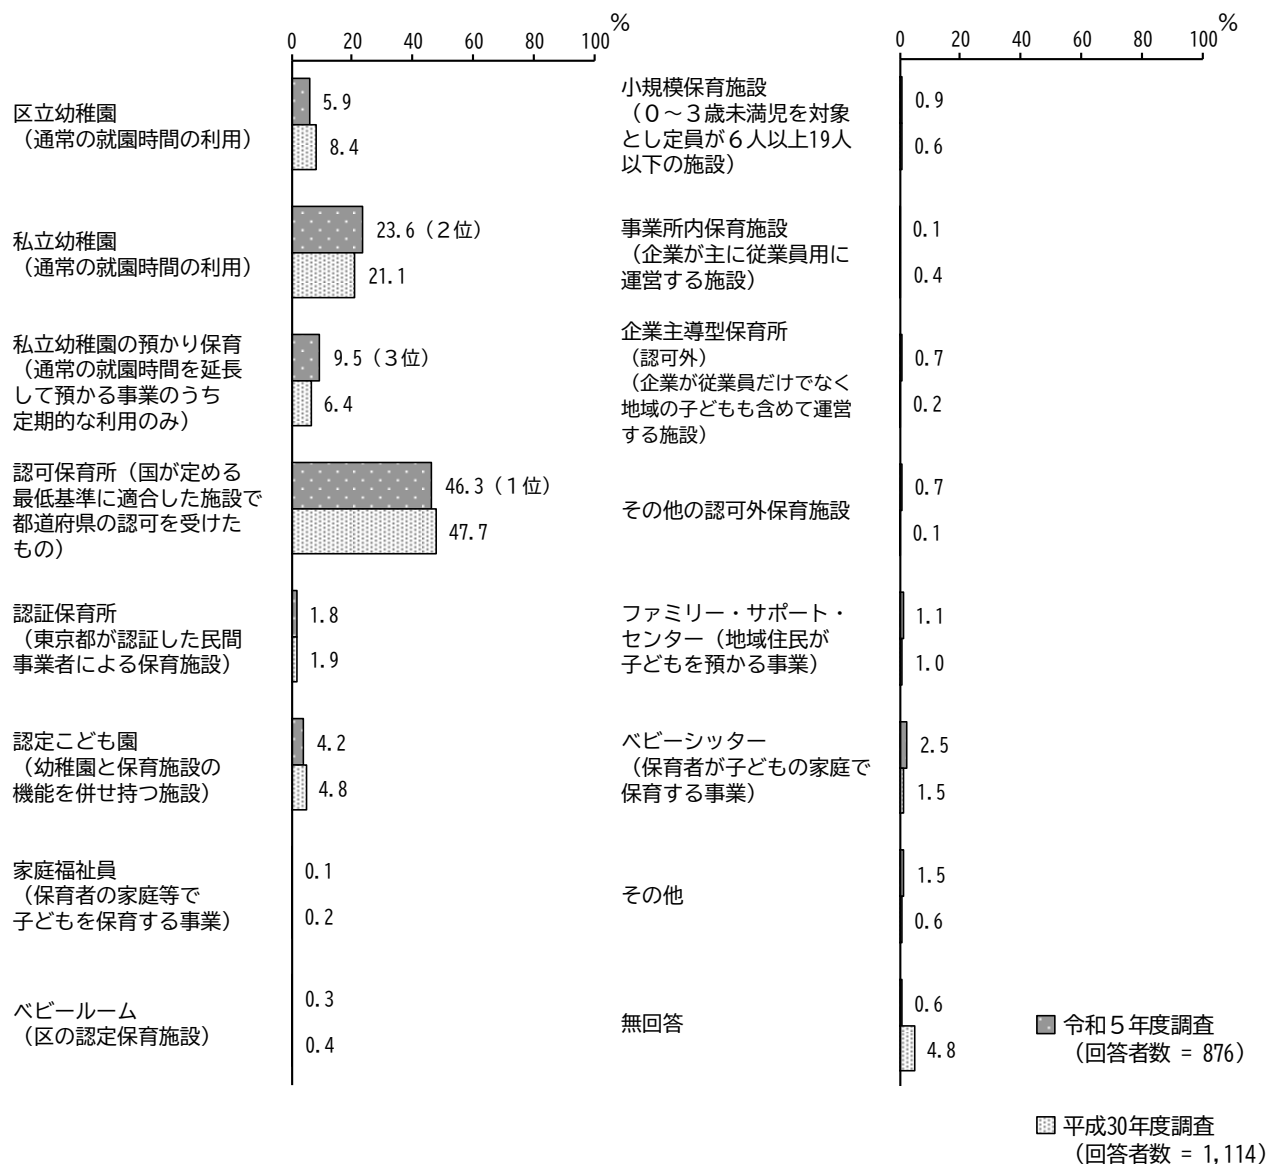 %
0 20 40 60 80 100
区立幼稚園
（通常の就園時間の利用）
5.9
8.4
私立幼稚園
（通常の就園時間の利用）
23.6（２位）
21.1
私立幼稚園の預かり保育
（通常の就園時間を延長
して預かる事業のうち
定期的な利用のみ）
9.5（３位）
6.4
認可保育所（国が定める
最低基準に適合した施設で
都道府県の認可を受けた
もの）
46.3（１位）
47.7
認証保育所
（東京都が認証した民間
事業者による保育施設）
1.8
1.9
認定こども園
（幼稚園と保育施設の
機能を併せ持つ施設）
4.2
4.8
家庭福祉員
（保育者の家庭等で
子どもを保育する事業）
0.1
0.2
ベビールーム
（区の認定保育施設）
0.3
0.4
%
0 20 40 60 80 100
小規模保育施設
（０～３歳未満児を対象
とし定員が６人以上19人
以下の施設）
0.9
0.6
事業所内保育施設
（企業が主に従業員用に
運営する施設）
0.1
0.4
企業主導型保育所
（認可外）
（企業が従業員だけでなく
地域の子どもも含めて運営
する施設）
0.7
0.2
その他の認可外保育施設
0.7
0.1
ファミリー・サポート・
センター（地域住民が
子どもを預かる事業）
1.1
1.0
ベビーシッター
（保育者が子どもの家庭で
保育する事業）
2.5
1.5
その他
1.5
0.6
無回答
0.6
4.8
令和５年度調査
（回答者数 = 876）
平成30年度調査
（回答者数 = 1,114）